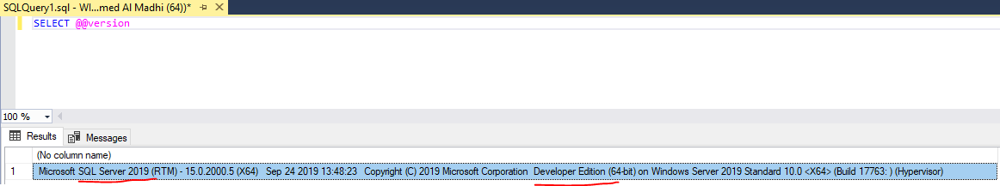 SQLQuery1.sql - WI...med Al Madhi (64))*
SELECT @@version
100 %
Results Messages
(No column name)
1 Microsoft SQL Server 2019 (RTM) - 15.0.2000.5 (X64) Sep 24 2019 13:48:23 Copyright (C) 2019 Microsoft Corporation Developer Edition (64-bit) on Windows Server 2019 Standard 10.0 <X64> (Build 17763: ) (Hypervisor)